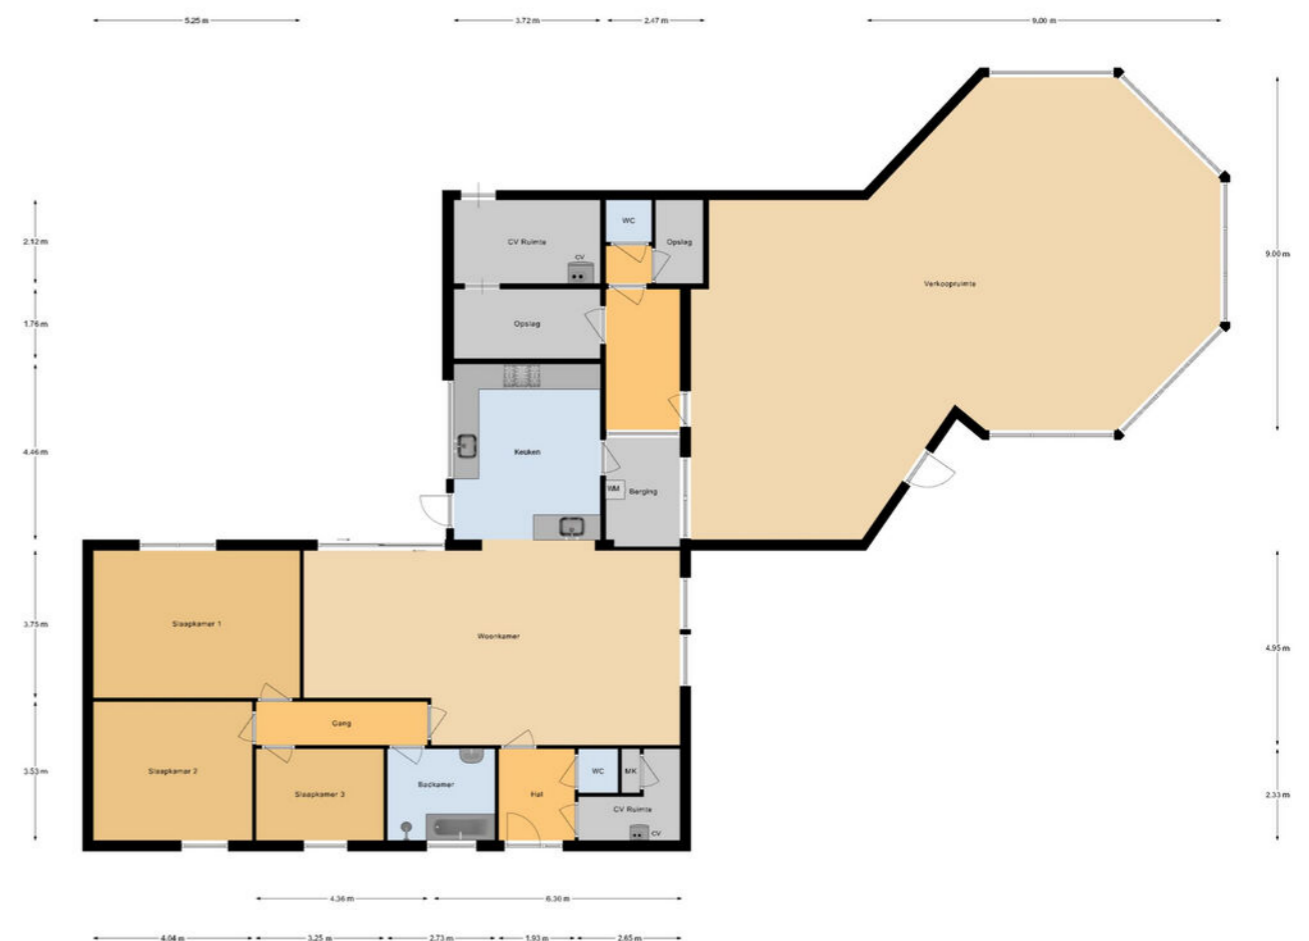 5.25 m
3.72 m
2.47 m
9.00 m
WC
2.12 m
CV Ruimte
Opslag
9.00 m
CV
Verkoopruimte
1.76 m
Opslag
4.46 m
Keuken
WM
Berging
3.75 m
Slaapkamer 1
Woonkamer
4.95 m
Gang
3.53 m
Slaapkamer 2
Badkamer
WC
MK
Slaapkamer 3
Hal
2.33 m
CV Ruimte
CV
4.36 m
6.30 m
4.04 m
3.25 m
2.73 m
1.93 m
2.65 m